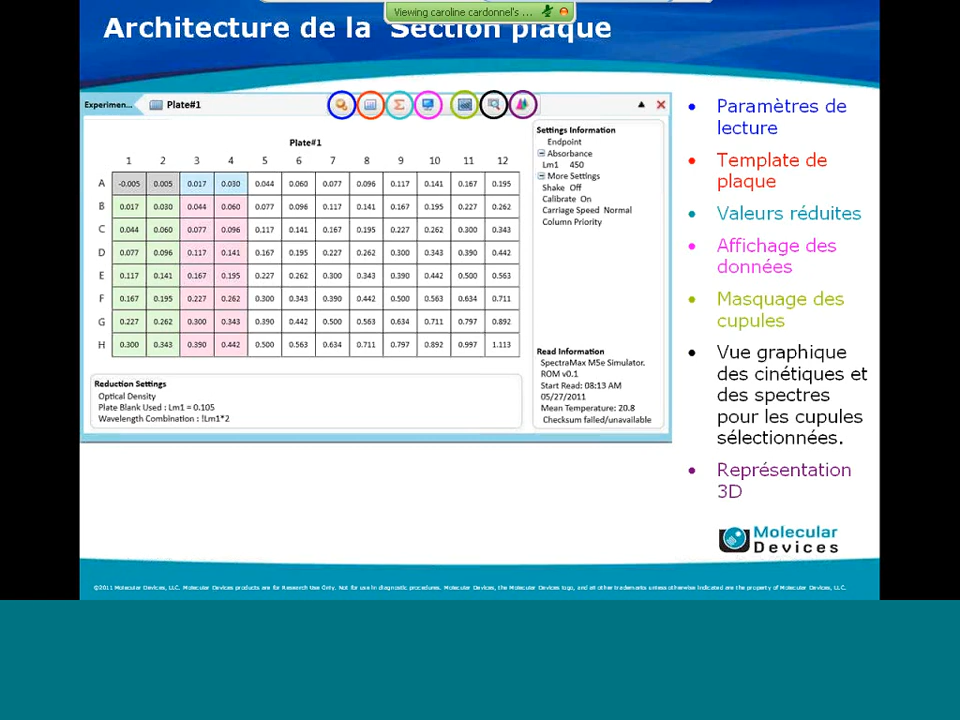 Viewing caroline cardonnel's ...
Architecture de la Section plaque
Experimen... Plate#1
Plate#1
1 2 3 4 5 6 7 8 9 10 11 12
A -0.005 0.005 0.017 0.030 0.044 0.060 0.077 0.096 0.117 0.141 0.167 0.195
B 0.017 0.030 0.044 0.060 0.077 0.096 0.117 0.141 0.167 0.195 0.227 0.262
C 0.044 0.060 0.077 0.096 0.117 0.141 0.167 0.195 0.227 0.262 0.300 0.343
D 0.077 0.096 0.117 0.141 0.167 0.195 0.227 0.262 0.300 0.343 0.390 0.442
E 0.117 0.141 0.167 0.195 0.227 0.262 0.300 0.343 0.390 0.442 0.500 0.563
F 0.167 0.195 0.227 0.262 0.300 0.343 0.390 0.442 0.500 0.563 0.634 0.711
G 0.227 0.262 0.300 0.343 0.390 0.442 0.500 0.563 0.634 0.711 0.797 0.892
H 0.300 0.343 0.390 0.442 0.500 0.563 0.634 0.711 0.797 0.892 0.997 1.113
Settings Information
Endpoint
Absorbance
Lm1 450
More Settings
Shake Off
Calibrate On
Carriage Speed Normal
Column Priority
Read Information
SpectraMax M5e Simulator.
ROM v0.1
Start Read: 08:13 AM
05/27/2011
Mean Temperature: 20.8
Checksum failed/unavailable
Reduction Settings
Optical Density
Plate Blank Used : Lm1 = 0.105
Wavelength Combination : !Lm1*2
• Paramètres de
lecture
• Template de
plaque
• Valeurs réduites
• Affichage des
données
• Masquage des
cupules
• Vue graphique
des cinétiques et
des spectres
pour les cupules
sélectionnées.
• Représentation
3D
Molecular
Devices
©2011 Molecular Devices, LLC. Molecular Devices products are for Research Use Only. Not for use in diagnostic procedures. Molecular Devices, the Molecular Devices logo, and all other trademarks unless otherwise indicated are the property of Molecular Devices, LLC.